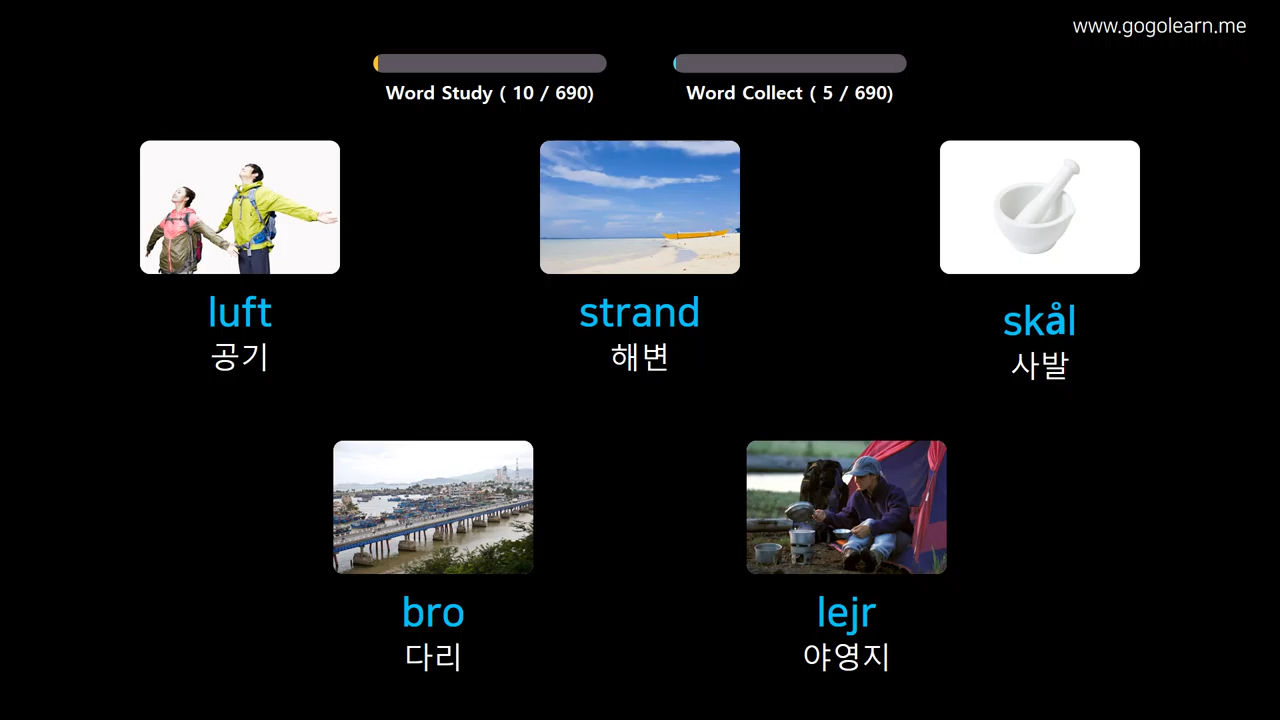 www.gogolearn.me
Word Study ( 10 / 690)
Word Collect ( 5 / 690)
luft
공기
strand
해변
skål
사발
bro
다리
lejr
야영지